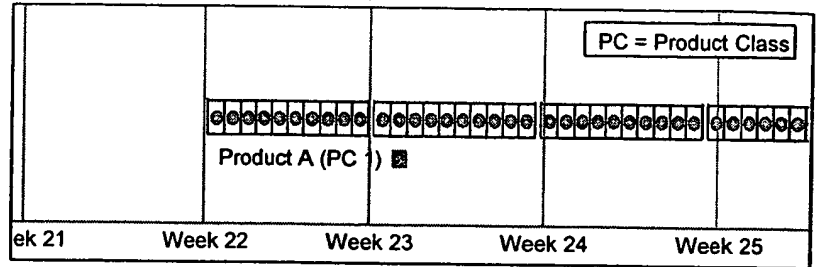 PC = Product Class
Product A (PC 1)
ek 21 Week 22 Week 23 Week 24 Week 25